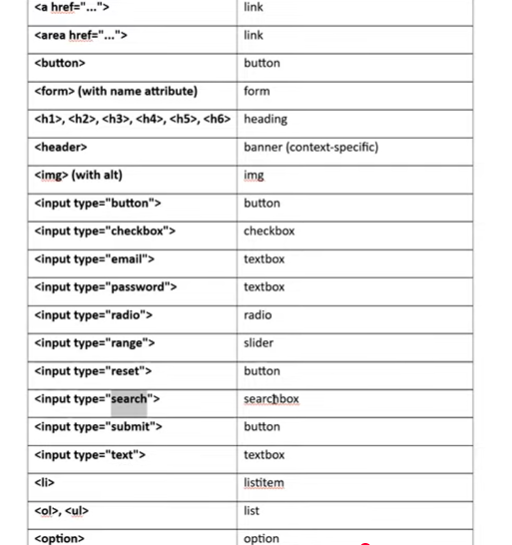 <a href="..."> link
<area href="..."> link
<button> button
<form> (with name attribute) form
<h1>, <h2>, <h3>, <h4>, <h5>, <h6> heading
<header> banner (context-specific)
<img> (with alt) img
<input type="button"> button
<input type="checkbox"> checkbox
<input type="email"> textbox
<input type="password"> textbox
<input type="radio"> radio
<input type="range"> slider
<input type="reset"> button
<input type="search"> searchbox
<input type="submit"> button
<input type="text"> textbox
<li> listitem
<ol>, <ul> list
<option> option